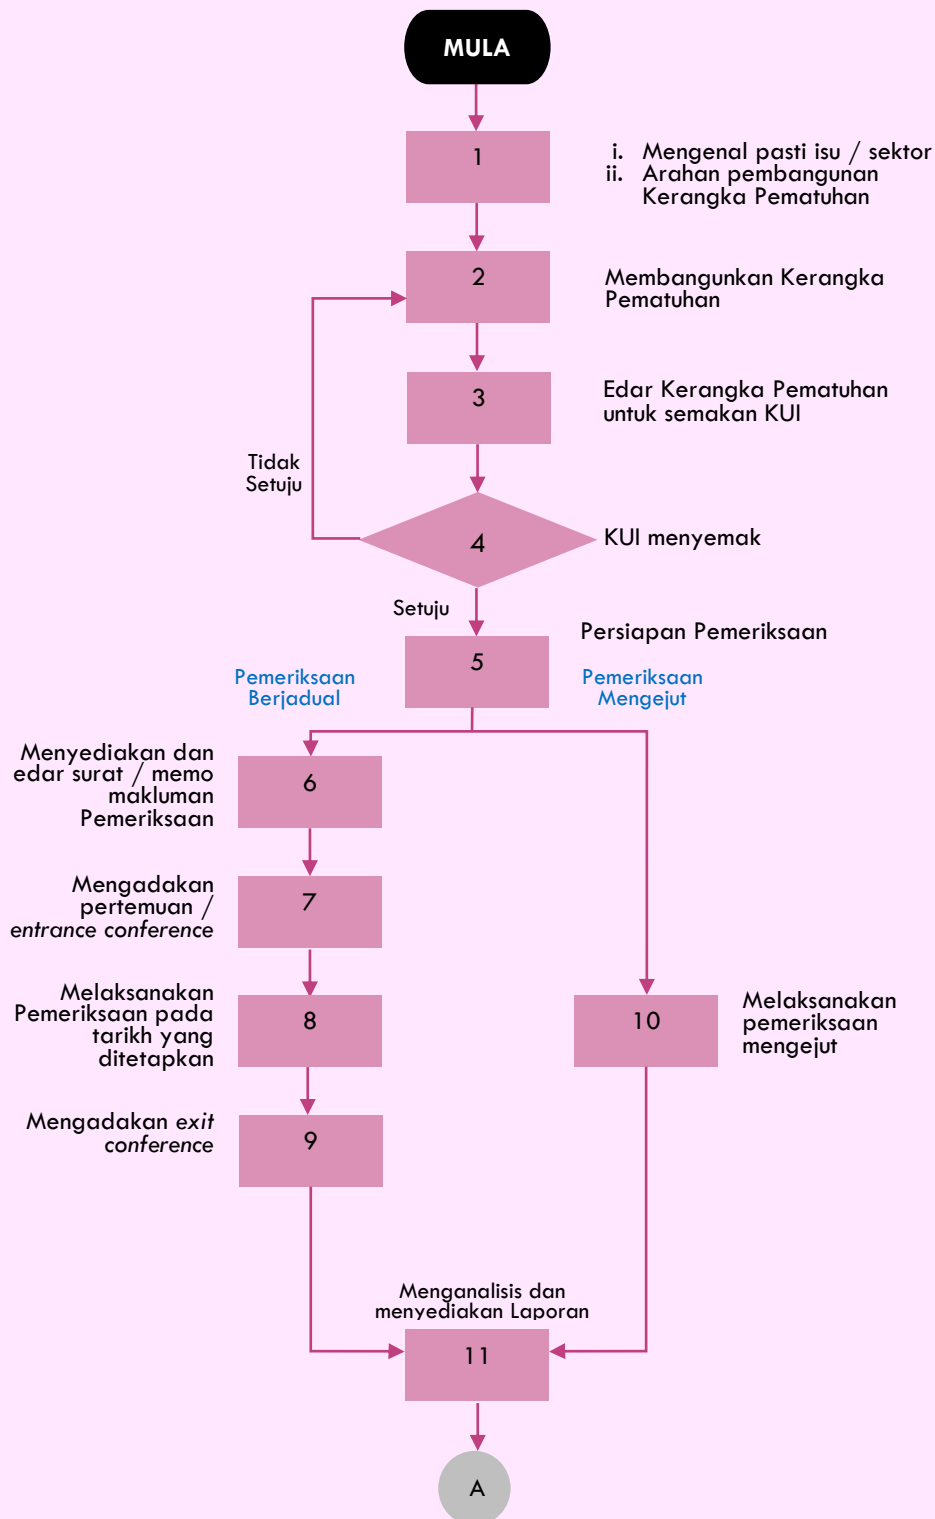 MULA
1
i. Mengenal pasti isu / sektor
ii. Arahan pembangunan
Kerangka Pematuhan
2
Membangunkan Kerangka
Pematuhan
3
Edar Kerangka Pematuhan
untuk semakan KUI
Tidak
Setuju
4
KUI menyemak
Setuju
Persiapan Pemeriksaan
5
Pemeriksaan
Berjadual
Pemeriksaan
Mengejut
Menyediakan dan
edar surat / memo
makluman
Pemeriksaan
6
Mengadakan
pertemuan /
entrance conference
7
Melaksanakan
Pemeriksaan pada
tarikh yang
ditetapkan
8
10
Melaksanakan
pemeriksaan
mengejut
Mengadakan exit
conference
9
Menganalisis dan
menyediakan Laporan
11
A